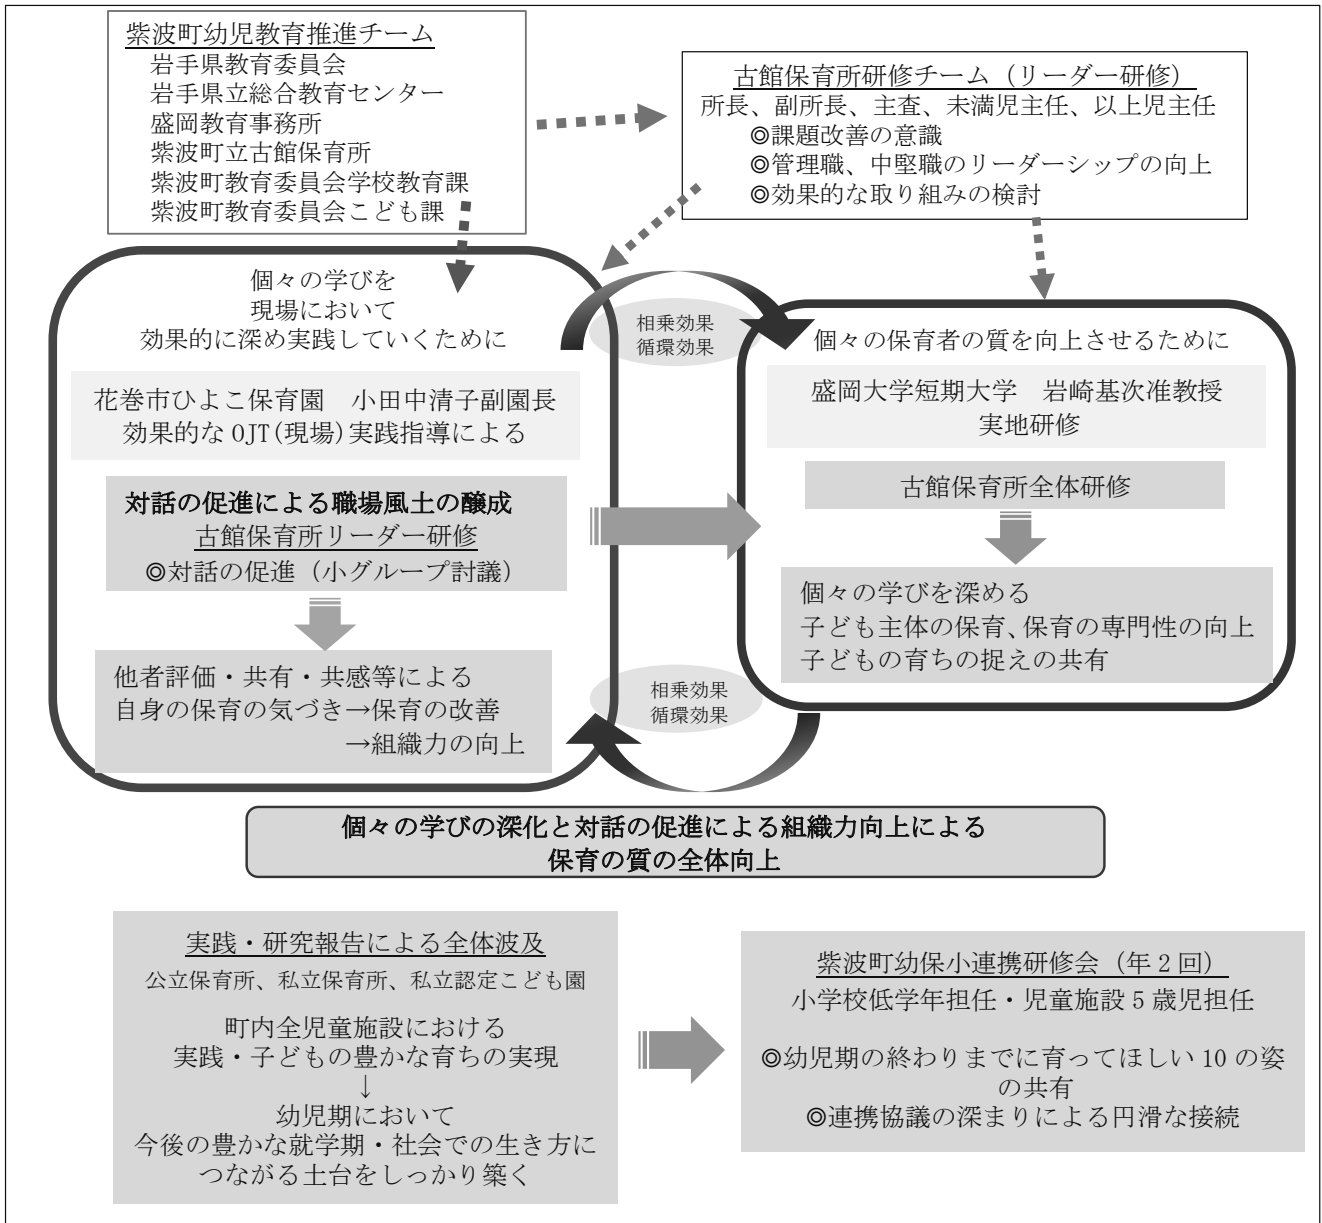 紫波町幼児教育推進チーム
岩手県教育委員会
岩手県立総合教育センター
盛岡教育事務所
紫波町立古館保育所
紫波町教育委員会学校教育課
紫波町教育委員会こども課
古館保育所研修チーム（リーダー研修）
所長、副所長、主査、未満児主任、以上児主任
◎課題改善の意識
◎管理職、中堅職のリーダーシップの向上
◎効果的な取り組みの検討
個々の学びを
現場において
効果的に深め実践していくために
花巻市ひよこ保育園　小田中清子副園長
効果的なOJT(現場)実践指導による
対話の促進による職場風土の醸成
古館保育所リーダー研修
◎対話の促進（小グループ討議）
他者評価・共有・共感等による
自身の保育の気づき→保育の改善
→組織力の向上
相乗効果
循環効果
個々の保育者の質を向上させるために
盛岡大学短期大学　岩崎基次准教授
実地研修
古館保育所全体研修
個々の学びを深める
子ども主体の保育、保育の専門性の向上
子どもの育ちの捉えの共有
相乗効果
循環効果
個々の学びの深化と対話の促進による組織力向上による
保育の質の全体向上
実践・研究報告による全体波及
公立保育所、私立保育所、私立認定こども園
町内全児童施設における
実践・子どもの豊かな育ちの実現
↓
幼児期において
今後の豊かな就学期・社会での生き方に
つながる土台をしっかり築く
紫波町幼保小連携研修会（年２回）
小学校低学年担任・児童施設５歳児担任
◎幼児期の終わりまでに育ってほしい10の姿
の共有
◎連携協議の深まりによる円滑な接続